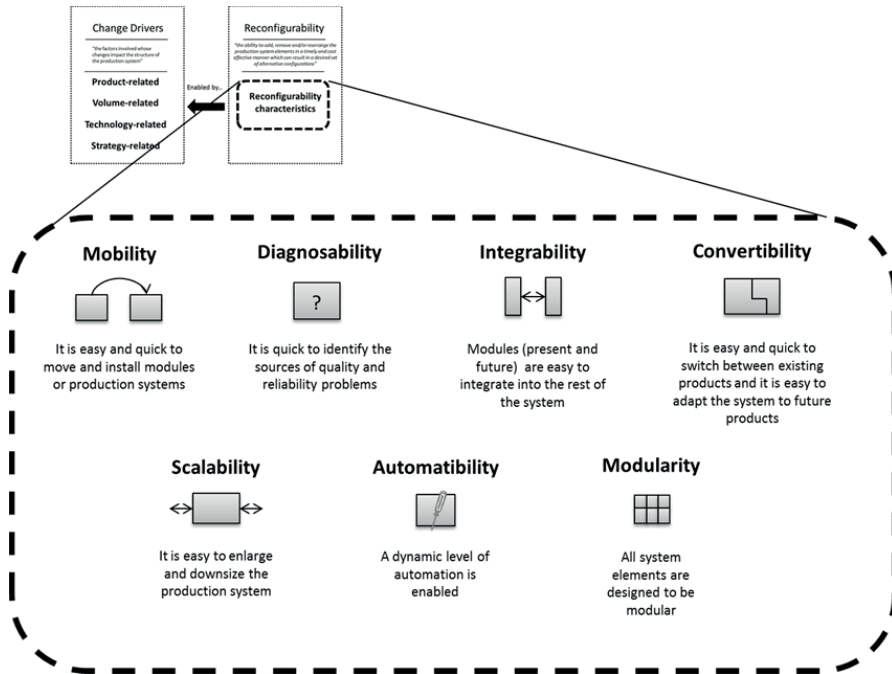 Change Drivers
"the factors involved whose
changes impact the structure of
the production system"
Product-related
Volume-related
Technology-related
Strategy-related
Enabled by..
Reconfigurability
"the ability to add, remove and/or rearrange the
production system elements in a timely and cost
effective manner which can result in a desired set
of alternative configurations"
Reconfigurability
characteristics
Mobility
It is easy and quick to
move and install modules
or production systems
Diagnosability
?
It is quick to identify the
sources of quality and
reliability problems
Integrability
Modules (present and
future) are easy to
integrate into the rest of
the system
Convertibility
It is easy and quick to
switch between existing
products and it is easy to
adapt the system to future
products
Scalability
It is easy to enlarge
and downsize the
production system
Automatibility
A dynamic level of
automation is
enabled
Modularity
All system
elements are
designed to be
modular